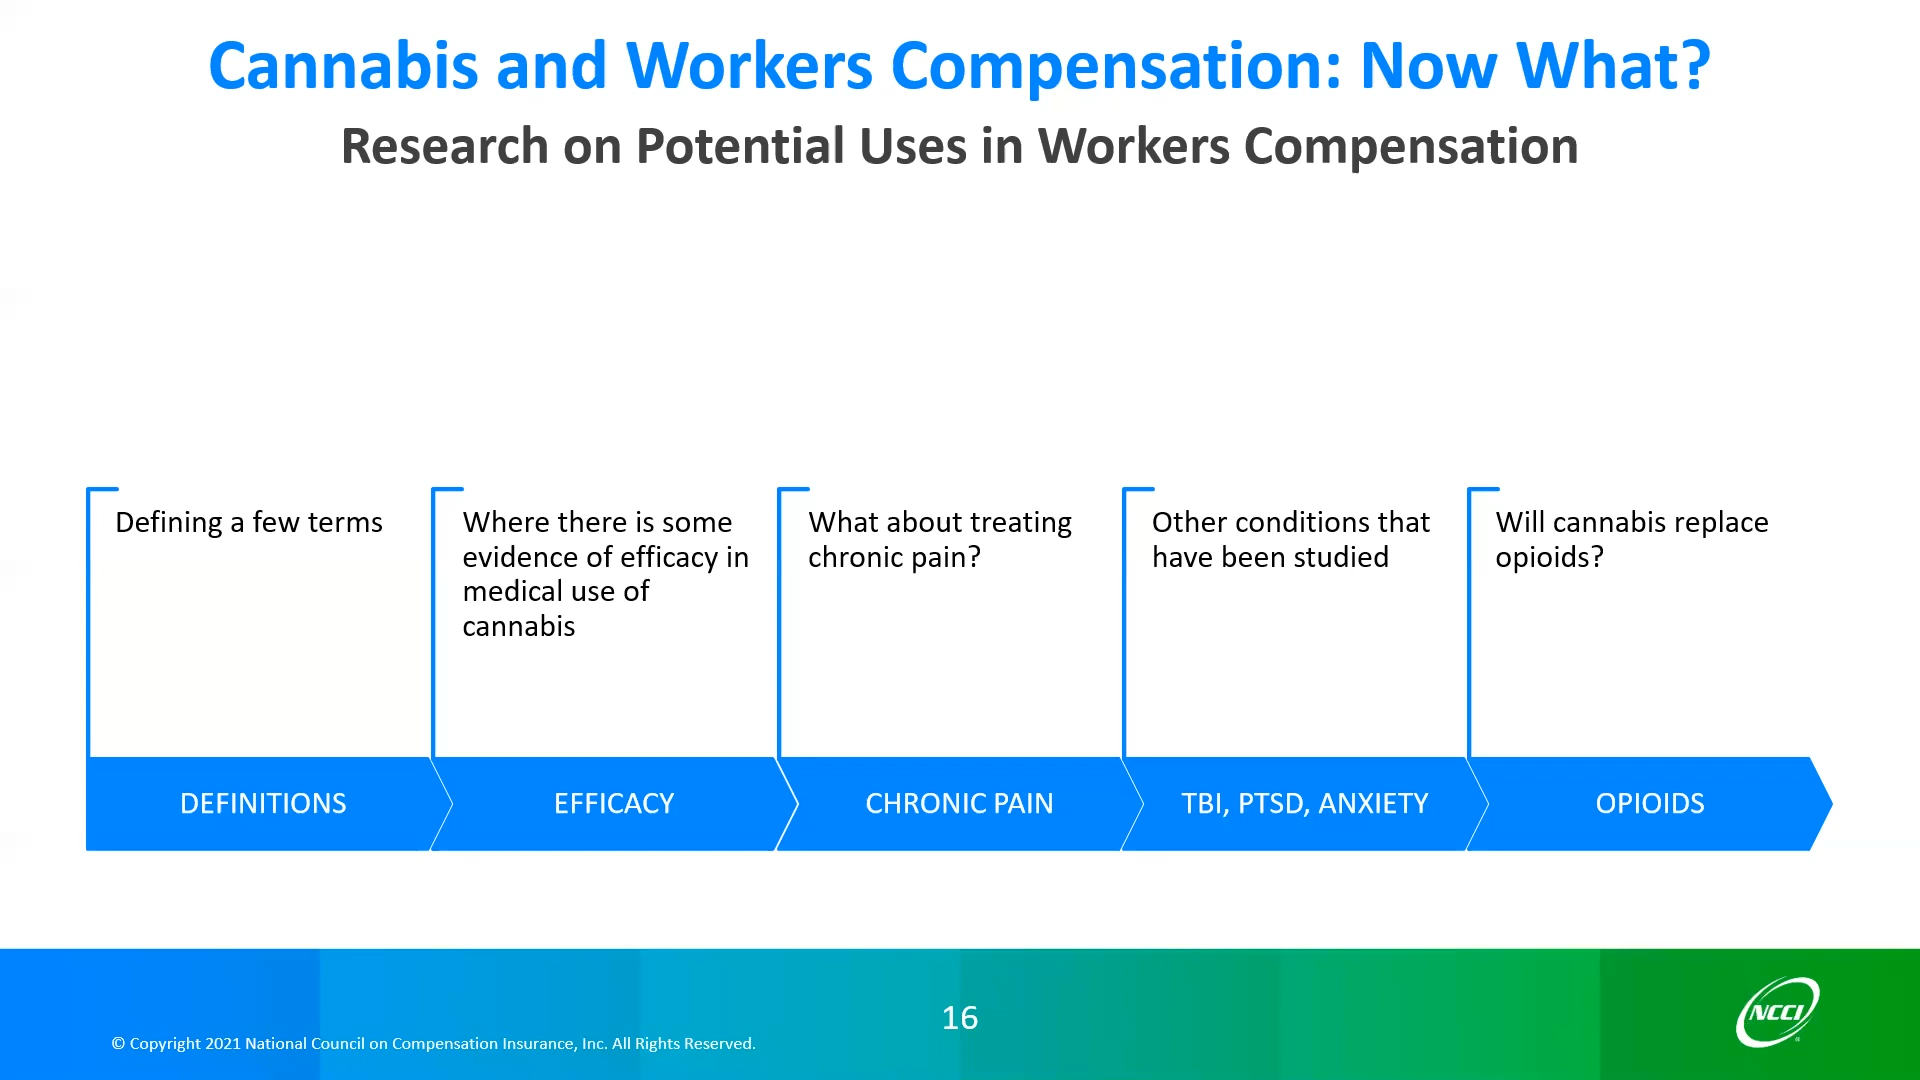 Cannabis and Workers Compensation: Now What?
Research on Potential Uses in Workers Compensation
Defining a few terms
Where there is some
evidence of efficacy in
medical use of
cannabis
What about treating
chronic pain?
Other conditions that
have been studied
Will cannabis replace
opioids?
DEFINITIONS
EFFICACY
CHRONIC PAIN
TBI, PTSD, ANXIETY
OPIOIDS
16
© Copyright 2021 National Council on Compensation Insurance, Inc. All Rights Reserved.
NCCI